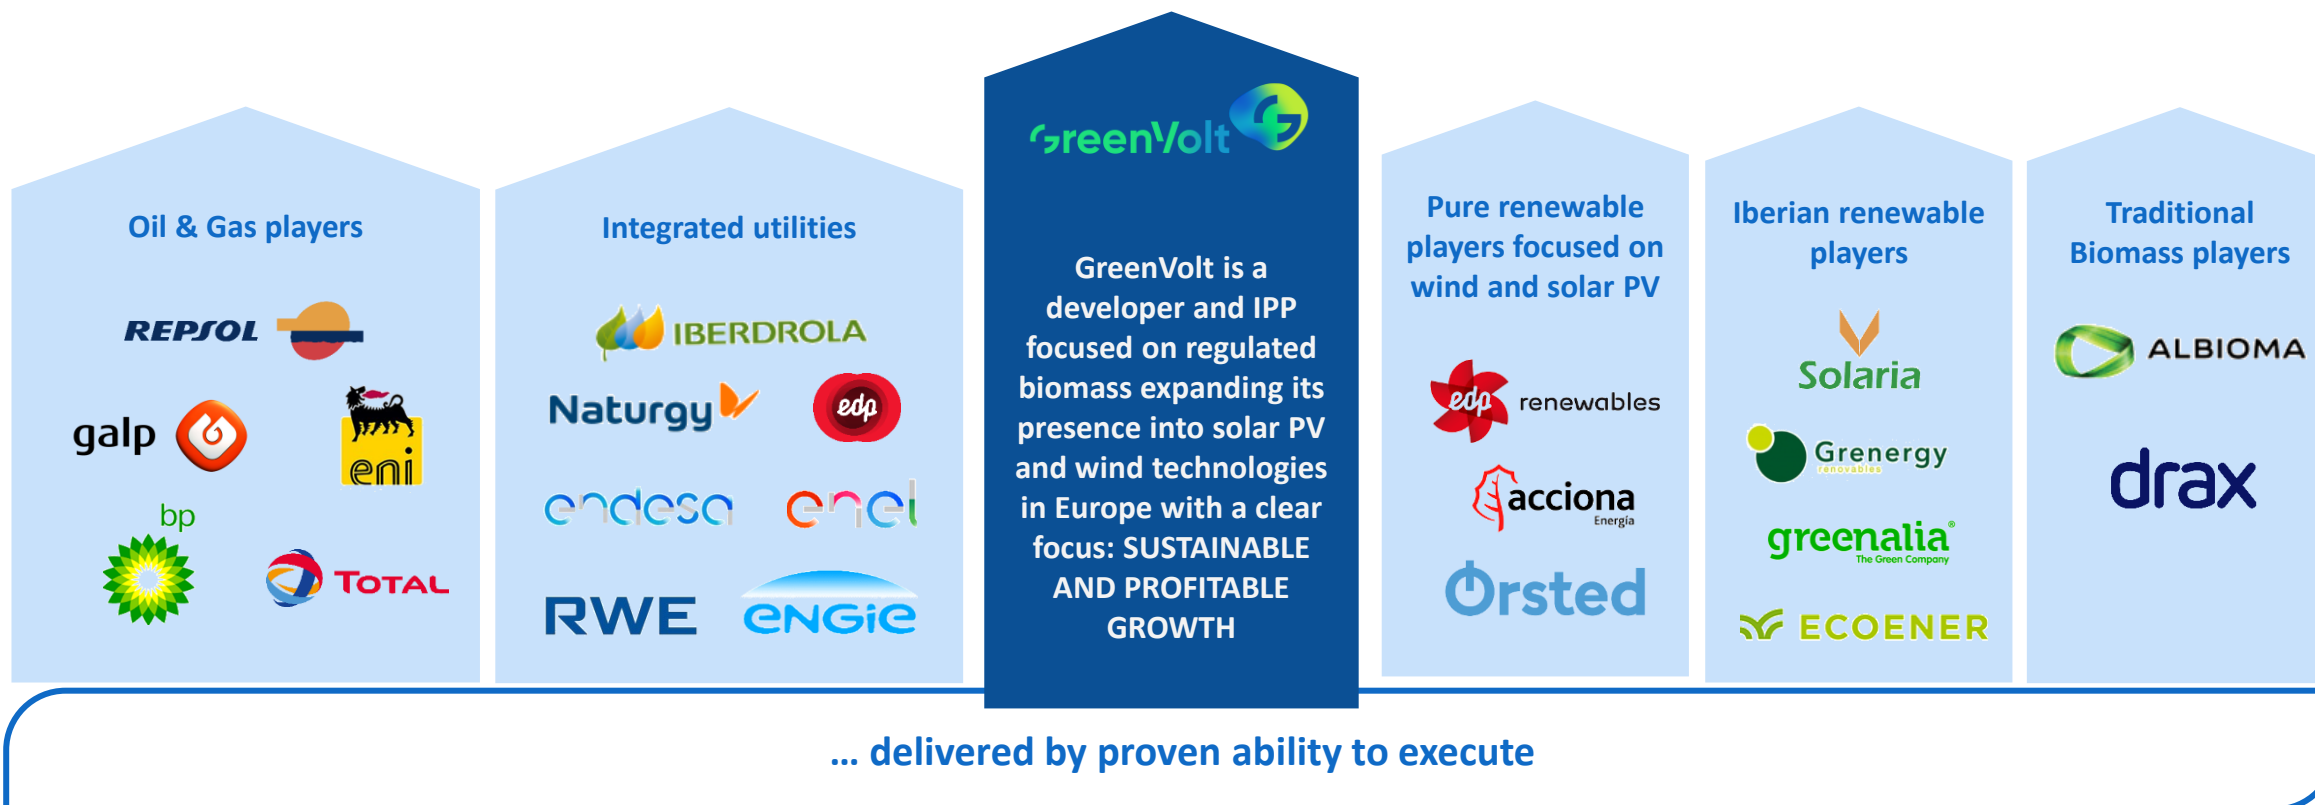 Oil & Gas players
REPSOL
galp
eni
bp
TOTAL
Integrated utilities
IBERDROLA
Naturgy
edp
endesa
enel
RWE
ENGIE
GreenVolt
G
GreenVolt is a
developer and IPP
focused on regulated
biomass expanding its
presence into solar PV
and wind technologies
in Europe with a clear
focus: SUSTAINABLE
AND PROFITABLE
GROWTH
Pure renewable
players focused on
wind and solar PV
edp renewables
acciona
Energía
Ørsted
Iberian renewable
players
Solaria
Grenergy
renovables
greenalia®
The Green Company
ECOENER
Traditional
Biomass players
ALBIOMA
drax
... delivered by proven ability to execute